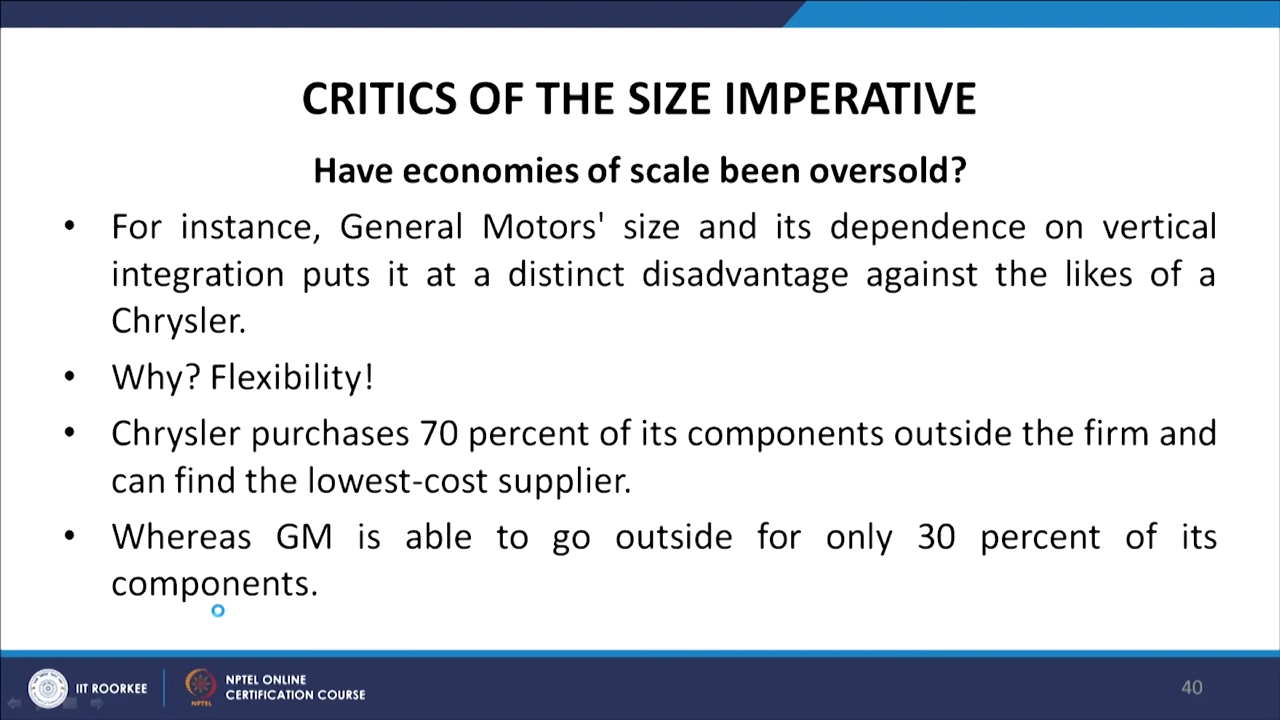 CRITICS OF THE SIZE IMPERATIVE
Have economies of scale been oversold?
• For instance, General Motors' size and its dependence on vertical
integration puts it at a distinct disadvantage against the likes of a
Chrysler.
• Why? Flexibility!
• Chrysler purchases 70 percent of its components outside the firm and
can find the lowest-cost supplier.
• Whereas GM is able to go outside for only 30 percent of its
components.
IIT ROORKEE
NPTEL
NPTEL ONLINE
CERTIFICATION COURSE
40